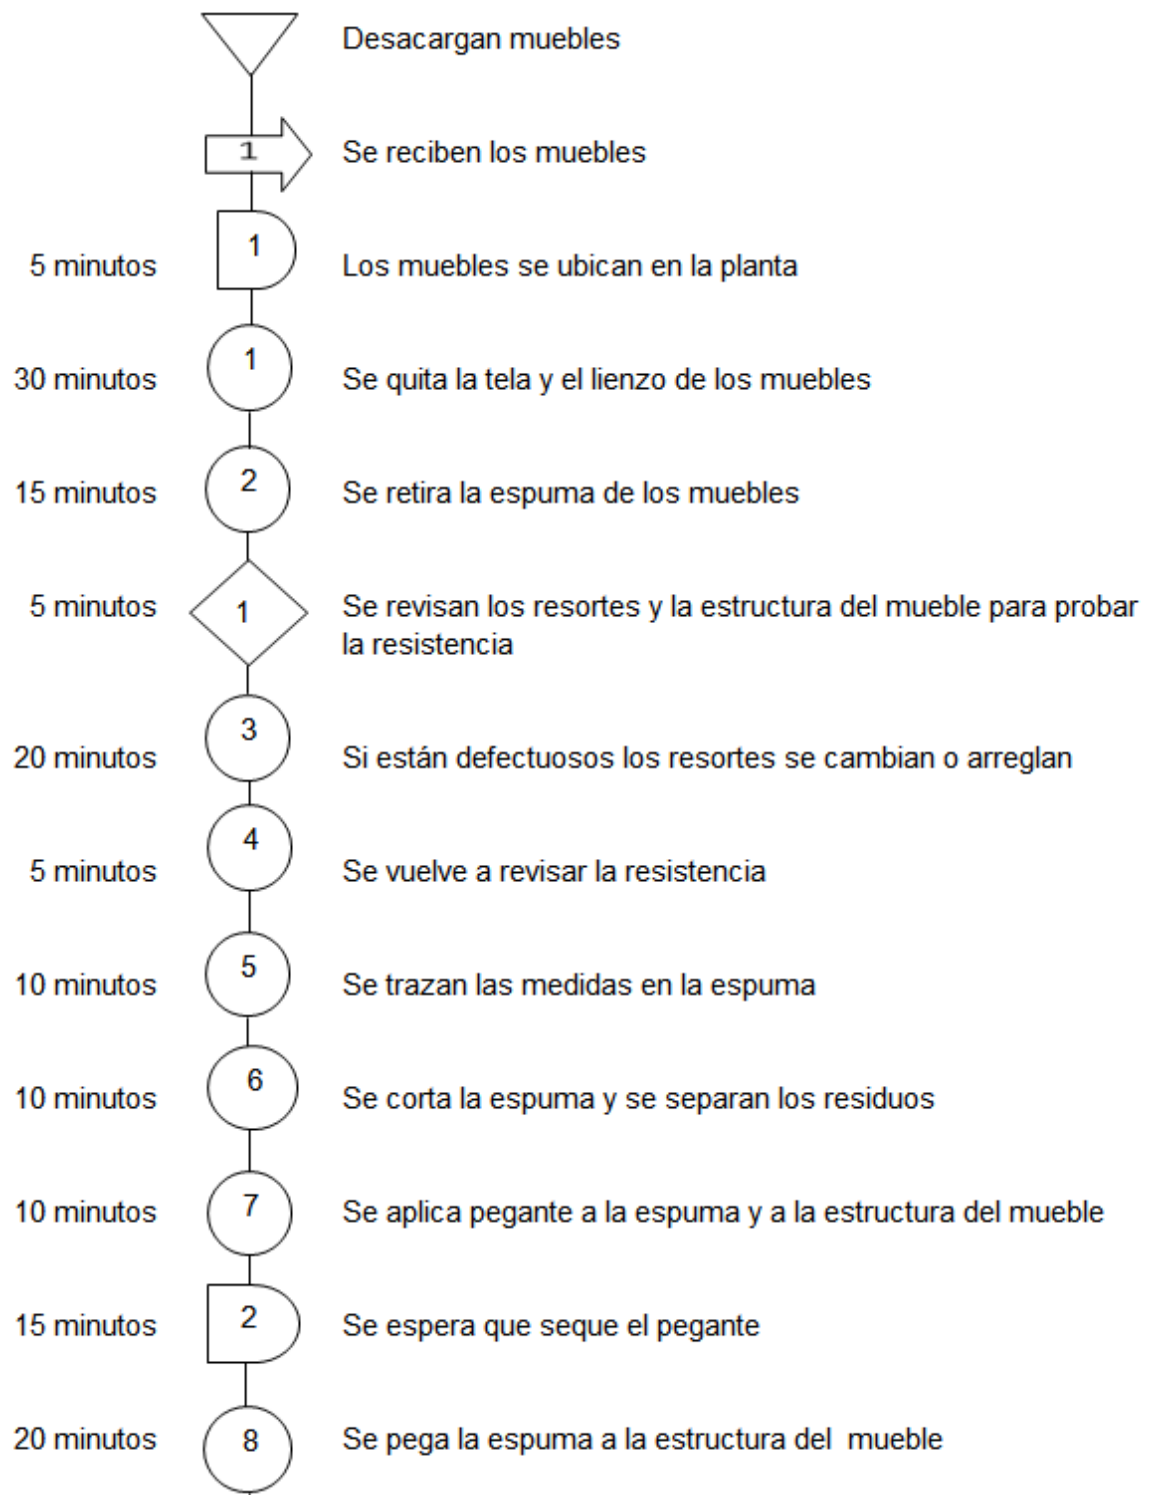 Desacargan muebles
1 Se reciben los muebles
1
5 minutos Los muebles se ubican en la planta
1
30 minutos Se quita la tela y el lienzo de los muebles
2
15 minutos Se retira la espuma de los muebles
5 minutos 1 Se revisan los resortes y la estructura del mueble para probar
la resistencia
3
20 minutos Si están defectuosos los resortes se cambian o arreglan
4
5 minutos Se vuelve a revisar la resistencia
5
10 minutos Se trazan las medidas en la espuma
6
10 minutos Se corta la espuma y se separan los residuos
7
10 minutos Se aplica pegante a la espuma y a la estructura del mueble
2
15 minutos Se espera que seque el pegante
8
20 minutos Se pega la espuma a la estructura del mueble